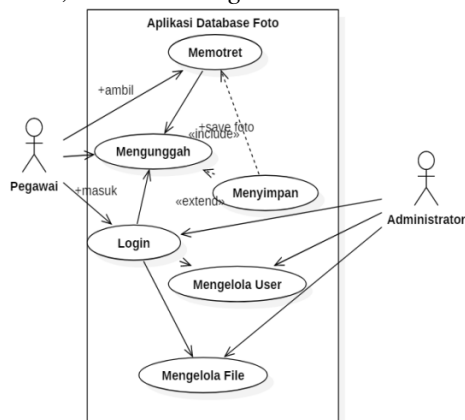 Aplikasi Database Foto
Memotret
+ambil
+save foto
«include»
Mengunggah
Pegawai
+masuk
Menyimpan
«extend»
Administrator
Login
Mengelola User
Mengelola File